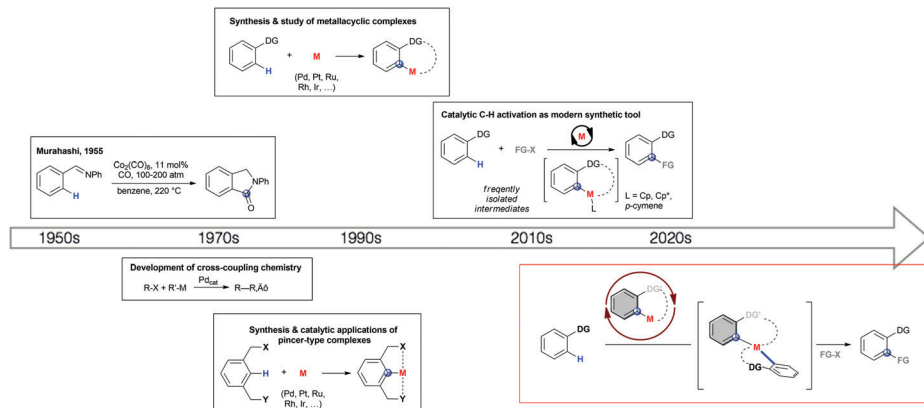 Synthesis & study of metallacyclic complexes
DG
H
+
M
(Pd, Pt, Ru,
Rh, Ir, ...)
DG
M
Murahashi, 1955
NPh
H
Co2(CO)8, 11 mol%
CO, 100-200 atm
benzene, 220 °C
NPh
O
Catalytic C-H activation as modern synthetic tool
DG
H
+
FG-X
M
DG
FG
freqently
isolated
intermediates
DG
M
L
L = Cp, Cp*,
p-cymene
1950s
1970s
1990s
2010s
2020s
Development of cross-coupling chemistry
R-X + R'-M
Pdcat
R—R‚Äô
Synthesis & catalytic applications of
pincer-type complexes
X
H
Y
+
M
(Pd, Pt, Ru,
Rh, Ir, ...)
X
M
Y
DG
H
DG'
M
DG'
M
DG
FG-X
DG
FG